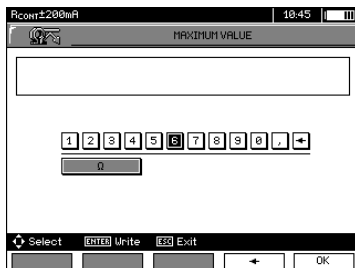 RCONT±200mA 10:45
MAXIMUM VALUE
1 2 3 4 5 6 7 8 9 0 , ←
Ω
Select ENTER Write ESC Exit
← OK